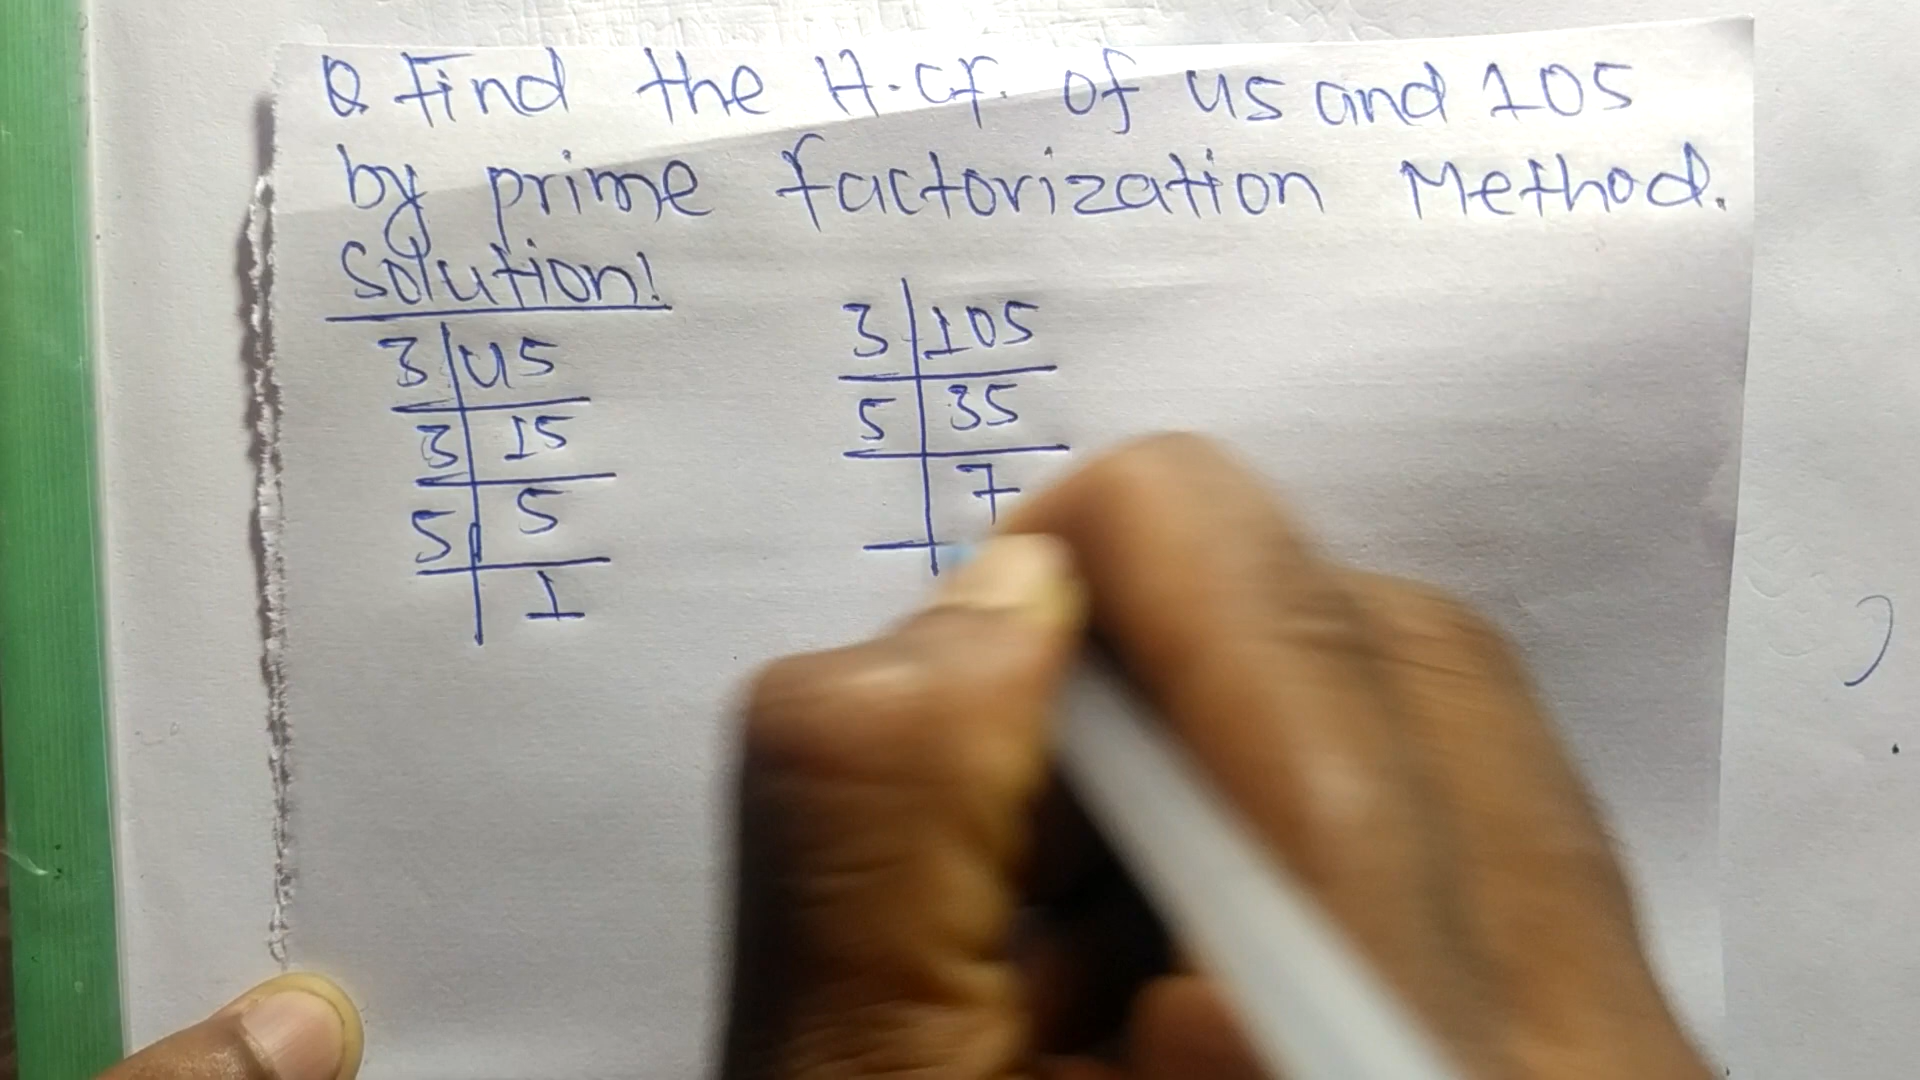 Q Find the H.C.F. of 45 and 105
by prime factorization Method.
Solution!
3 45
3 15
5 5
1
3 105
5 35
7